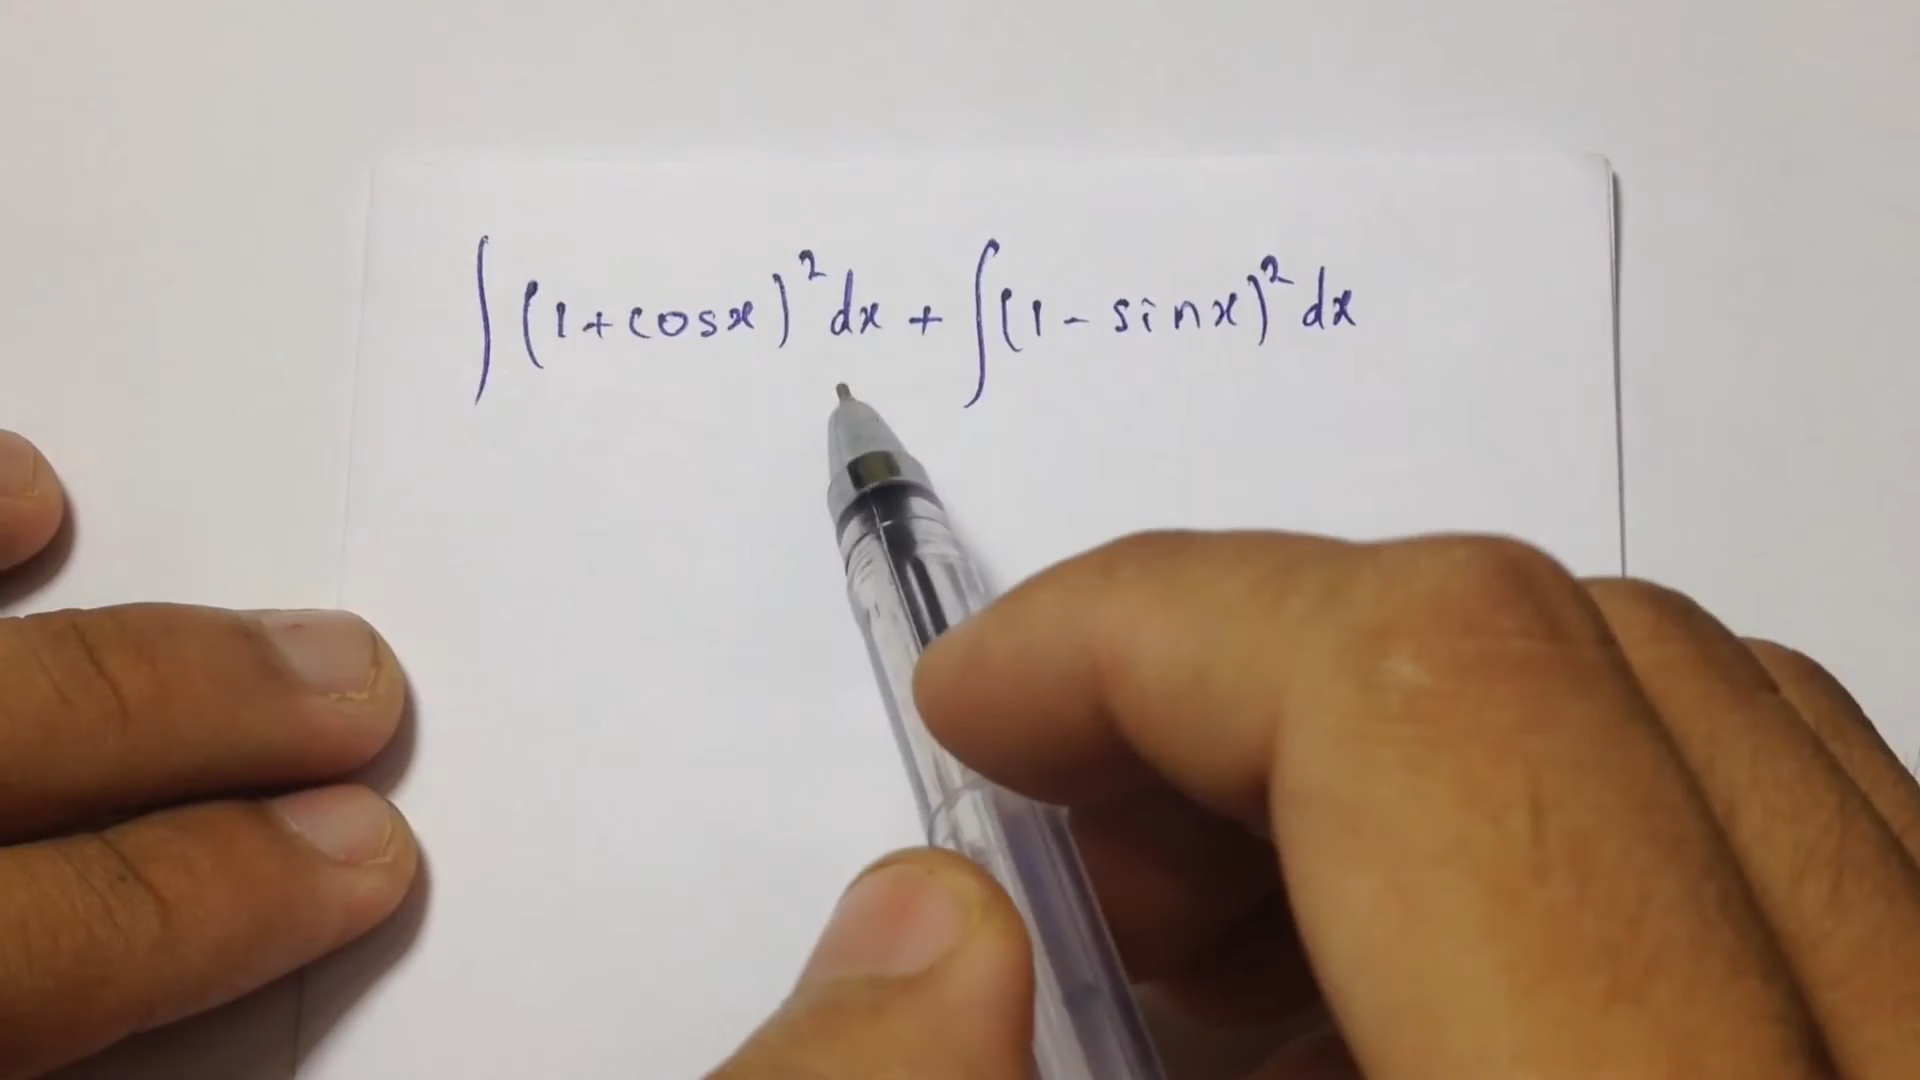 ∫(1+cosx)²dx + ∫(1-sinx)²dx